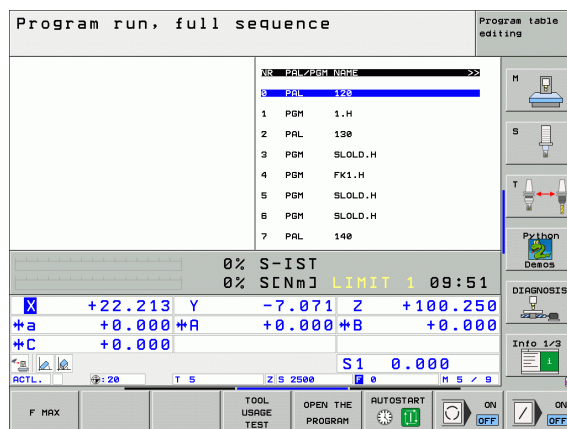 Program run, full sequence
Program table
editing
NR PAL/PGM NAME >>
0 PAL 120
1 PGM 1.H
2 PAL 130
3 PGM SLOLD.H
4 PGM FK1.H
5 PGM SLOLD.H
6 PGM SLOLD.H
7 PAL 140
0% S-IST
0% S[Nm] LIMIT 1 09:51
X +22.213 Y -7.071 Z +100.250
a +0.000 A +0.000 B +0.000
C +0.000
S1 0.000
ACTL. : 20 T 5 Z S 2500 F 0 M 5 / 9
M
S
T
Python
Demos
DIAGNOSIS
Info 1/3
i
F MAX
TOOL
USAGE
TEST
OPEN THE
PROGRAM
AUTOSTART
ON
OFF
ON
OFF